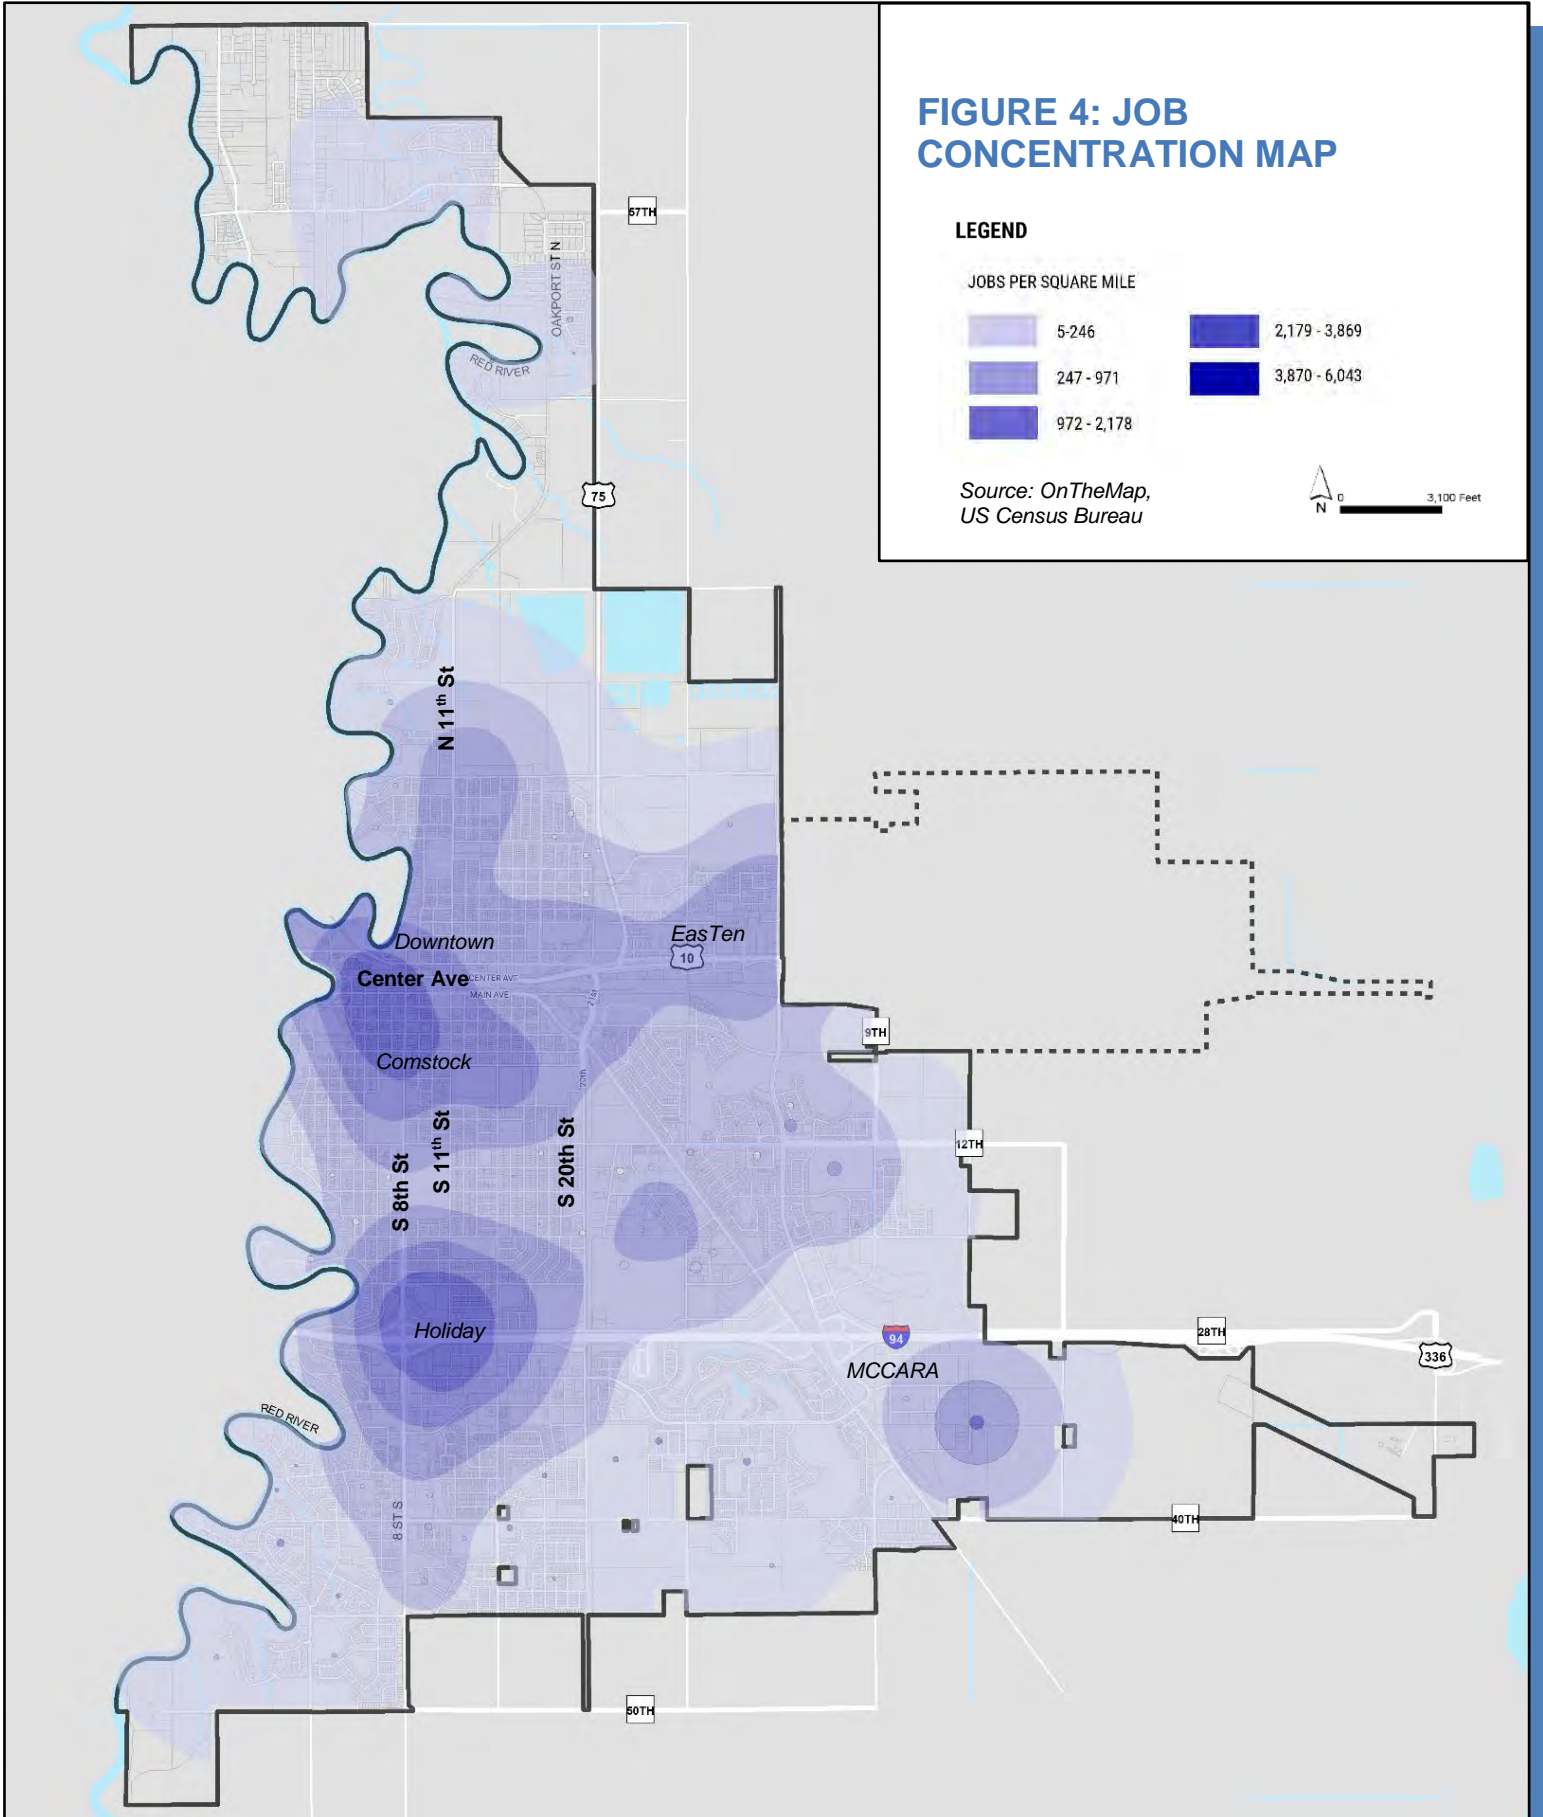 FIGURE 4: JOB
CONCENTRATION MAP
LEGEND
JOBS PER SQUARE MILE
5-246
2,179 - 3,869
247 - 971
3,870 - 6,043
972 - 2,178
Source: OnTheMap,
US Census Bureau
N
0
3,100 Feet
57TH
OAKPORT ST N
RED RIVER
75
N 11th St
Downtown
EasTen
10
Center Ave
CENTER AVE
MAIN AVE
21st
9TH
Comstock
20th
S 8th St
S 11th St
S 20th St
12TH
Holiday
94
28TH
336
MCCARA
RED RIVER
8 ST S
40TH
50TH